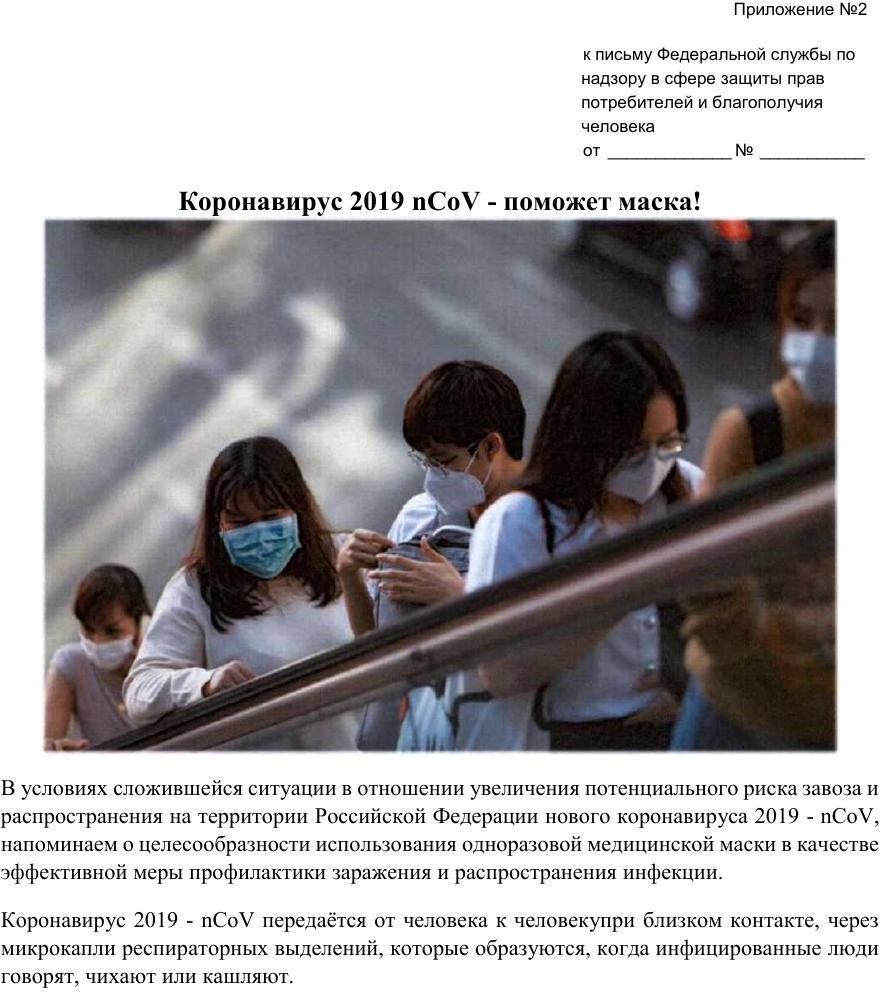 Приложение №2
к письму Федеральной службы по
надзору в сфере защиты прав
потребителей и благополучия
человека
от _____________ № ___________
Коронавирус 2019 nCoV - поможет маска!
В условиях сложившейся ситуации в отношении увеличения потенциального риска завоза и
распространения на территории Российской Федерации нового коронавируса 2019 - nCoV,
напоминаем о целесообразности использования одноразовой медицинской маски в качестве
эффективной меры профилактики заражения и распространения инфекции.
Коронавирус 2019 - nCoV передаётся от человека к человекупри близком контакте, через
микрокапли респираторных выделений, которые образуются, когда инфицированные люди
говорят, чихают или кашляют.